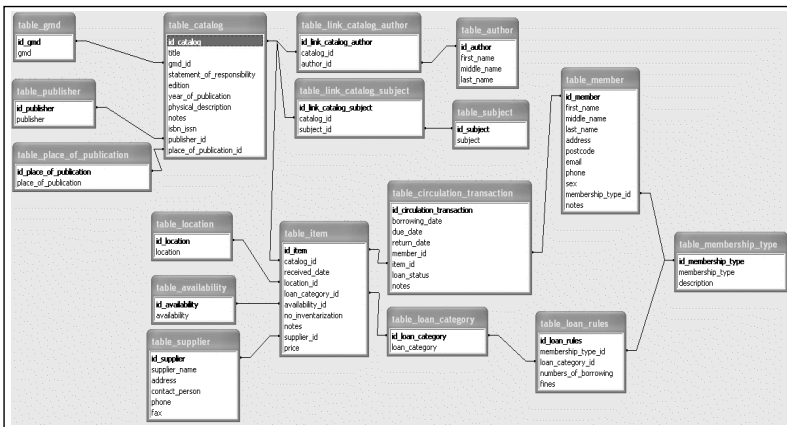 table_gmd
id_gmd
gmd
table_publisher
id_publisher
publisher
table_place_of_publication
id_place_of_publication
place_of_publication
table_catalog
id_catalog
title
gmd_id
statement_of_responsibility
edition
year_of_publication
physical_description
notes
isbn_issn
publisher_id
place_of_publication_id
table_link_catalog_author
id_link_catalog_author
catalog_id
author_id
table_author
id_author
first_name
middle_name
last_name
table_link_catalog_subject
id_link_catalog_subject
catalog_id
subject_id
table_subject
id_subject
subject
table_member
id_member
first_name
middle_name
last_name
address
postcode
email
phone
sex
membership_type_id
notes
table_location
id_location
location
table_availability
id_availability
availability
table_supplier
id_supplier
supplier_name
address
contact_person
phone
fax
table_item
id_item
catalog_id
received_date
location_id
loan_category_id
availability_id
no_inventarization
notes
supplier_id
price
table_circulation_transaction
id_circulation_transaction
borrowing_date
due_date
return_date
member_id
item_id
loan_status
notes
table_loan_category
id_loan_category
loan_category
table_loan_rules
id_loan_rules
membership_type_id
loan_category_id
numbers_of_borrowing
fines
table_membership_type
id_membership_type
membership_type
description